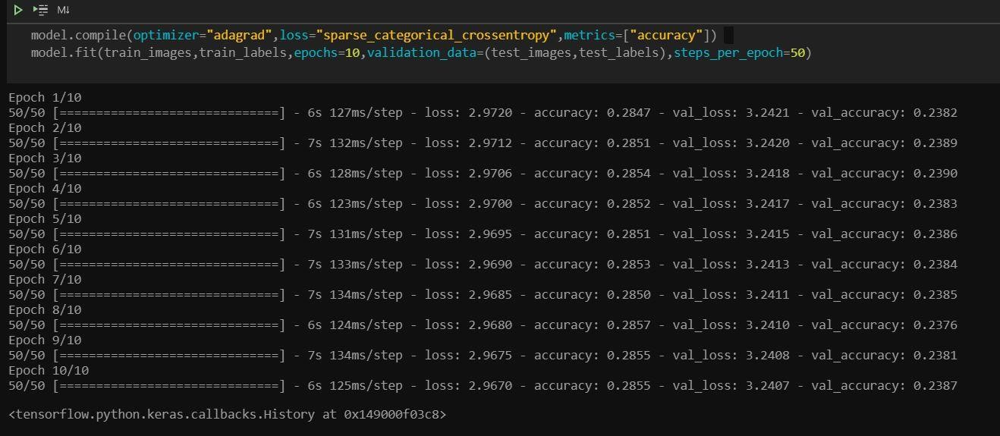 M↓
model.compile(optimizer="adagrad",loss="sparse_categorical_crossentropy",metrics=["accuracy"])
model.fit(train_images,train_labels,epochs=10,validation_data=(test_images,test_labels),steps_per_epoch=50)
Epoch 1/10
50/50 [==============================] - 6s 127ms/step - loss: 2.9720 - accuracy: 0.2847 - val_loss: 3.2421 - val_accuracy: 0.2382
Epoch 2/10
50/50 [==============================] - 7s 132ms/step - loss: 2.9712 - accuracy: 0.2851 - val_loss: 3.2420 - val_accuracy: 0.2389
Epoch 3/10
50/50 [==============================] - 6s 128ms/step - loss: 2.9706 - accuracy: 0.2854 - val_loss: 3.2418 - val_accuracy: 0.2390
Epoch 4/10
50/50 [==============================] - 6s 123ms/step - loss: 2.9700 - accuracy: 0.2852 - val_loss: 3.2417 - val_accuracy: 0.2383
Epoch 5/10
50/50 [==============================] - 7s 131ms/step - loss: 2.9695 - accuracy: 0.2851 - val_loss: 3.2415 - val_accuracy: 0.2386
Epoch 6/10
50/50 [==============================] - 7s 133ms/step - loss: 2.9690 - accuracy: 0.2853 - val_loss: 3.2413 - val_accuracy: 0.2384
Epoch 7/10
50/50 [==============================] - 7s 134ms/step - loss: 2.9685 - accuracy: 0.2850 - val_loss: 3.2411 - val_accuracy: 0.2385
Epoch 8/10
50/50 [==============================] - 6s 124ms/step - loss: 2.9680 - accuracy: 0.2857 - val_loss: 3.2410 - val_accuracy: 0.2376
Epoch 9/10
50/50 [==============================] - 7s 134ms/step - loss: 2.9675 - accuracy: 0.2855 - val_loss: 3.2408 - val_accuracy: 0.2381
Epoch 10/10
50/50 [==============================] - 6s 125ms/step - loss: 2.9670 - accuracy: 0.2855 - val_loss: 3.2407 - val_accuracy: 0.2387
<tensorflow.python.keras.callbacks.History at 0x149000f03c8>